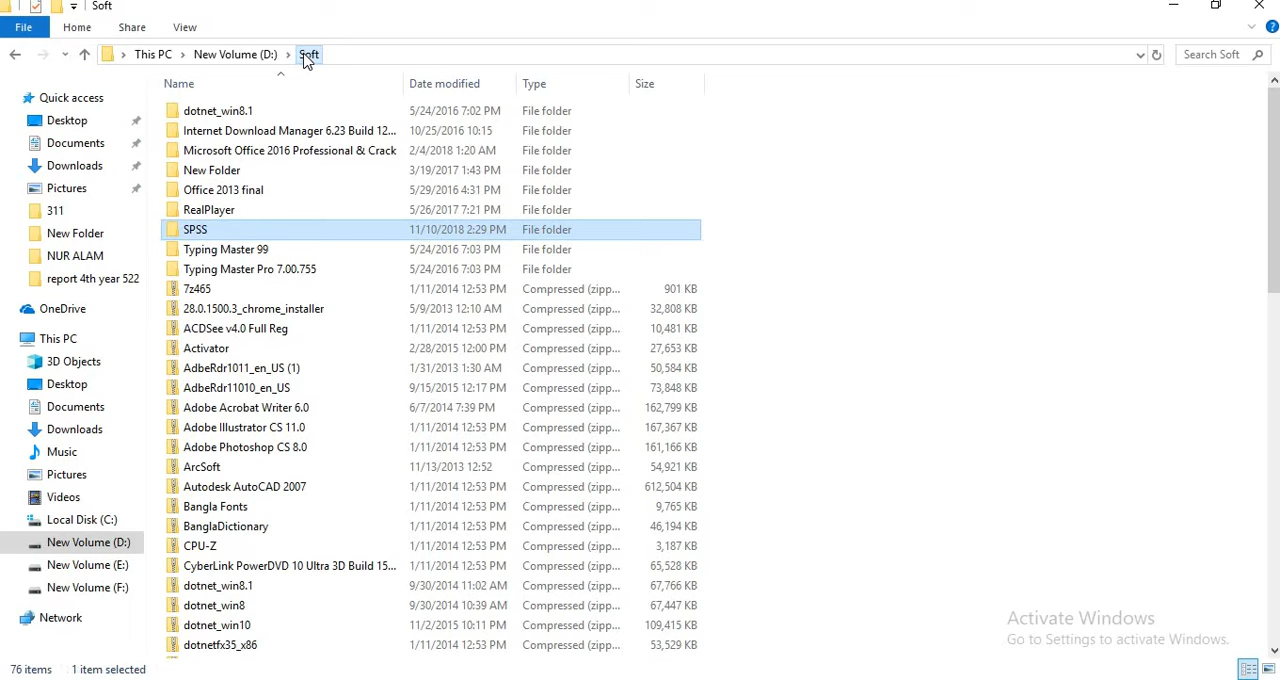 Soft
File Home Share View
This PC New Volume (D:) Soft Search Soft
Name Date modified Type Size
Quick access
Desktop
Documents
Downloads
Pictures
311
New Folder
NUR ALAM
report 4th year 522
OneDrive
This PC
3D Objects
Desktop
Documents
Downloads
Music
Pictures
Videos
Local Disk (C:)
New Volume (D:)
New Volume (E:)
New Volume (F:)
Network
dotnet_win8.1 5/24/2016 7:02 PM File folder
Internet Download Manager 6.23 Build 12... 10/25/2016 10:15 File folder
Microsoft Office 2016 Professional & Crack 2/4/2018 1:20 AM File folder
New Folder 3/19/2017 1:43 PM File folder
Office 2013 final 5/29/2016 4:31 PM File folder
RealPlayer 5/26/2017 7:21 PM File folder
SPSS 11/10/2018 2:29 PM File folder
Typing Master 99 5/24/2016 7:03 PM File folder
Typing Master Pro 7.00.755 5/24/2016 7:03 PM File folder
7z465 1/11/2014 12:53 PM Compressed (zipp... 901 KB
28.0.1500.3_chrome_installer 5/9/2013 12:10 AM Compressed (zipp... 32,808 KB
ACDSee v4.0 Full Reg 1/11/2014 12:53 PM Compressed (zipp... 10,481 KB
Activator 2/28/2015 12:00 PM Compressed (zipp... 27,653 KB
AdbeRdr1011_en_US (1) 1/31/2013 1:30 AM Compressed (zipp... 50,584 KB
AdbeRdr11010_en_US 9/15/2015 12:17 PM Compressed (zipp... 73,848 KB
Adobe Acrobat Writer 6.0 6/7/2014 7:39 PM Compressed (zipp... 162,799 KB
Adobe Illustrator CS 11.0 1/11/2014 12:53 PM Compressed (zipp... 167,367 KB
Adobe Photoshop CS 8.0 1/11/2014 12:53 PM Compressed (zipp... 161,166 KB
ArcSoft 11/13/2013 12:52 Compressed (zipp... 54,921 KB
Autodesk AutoCAD 2007 1/11/2014 12:53 PM Compressed (zipp... 612,504 KB
Bangla Fonts 1/11/2014 12:53 PM Compressed (zipp... 9,765 KB
BanglaDictionary 1/11/2014 12:53 PM Compressed (zipp... 46,194 KB
CPU-Z 1/11/2014 12:53 PM Compressed (zipp... 3,187 KB
CyberLink PowerDVD 10 Ultra 3D Build 15... 1/11/2014 12:53 PM Compressed (zipp... 65,528 KB
dotnet_win8.1 9/30/2014 11:02 AM Compressed (zipp... 67,766 KB
dotnet_win8 9/30/2014 10:39 AM Compressed (zipp... 67,447 KB
dotnet_win10 11/2/2015 10:11 PM Compressed (zipp... 109,415 KB
dotnetfx35_x86 1/11/2014 12:53 PM Compressed (zipp... 53,529 KB
Activate Windows
Go to Settings to activate Windows.
76 items 1 item selected